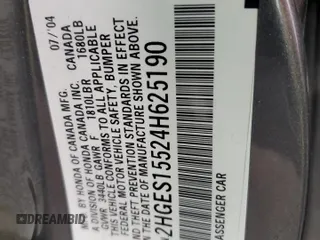 MFD. BY HONDA OF CANADA MFG. 07/'04
A DIVISION OF HONDA CANADA INC. CANADA
GVWR 3440LB GAWR F 1810LB R 1680LB
THIS VEHICLE CONFORMS TO ALL APPLICABLE
FEDERAL MOTOR VEHICLE SAFETY, BUMPER
AND THEFT PREVENTION STANDARDS IN EFFECT
ON THE DATE OF MANUFACTURE SHOWN ABOVE.
2HGES15524H625190
PASSENGER CAR
DREAMBID